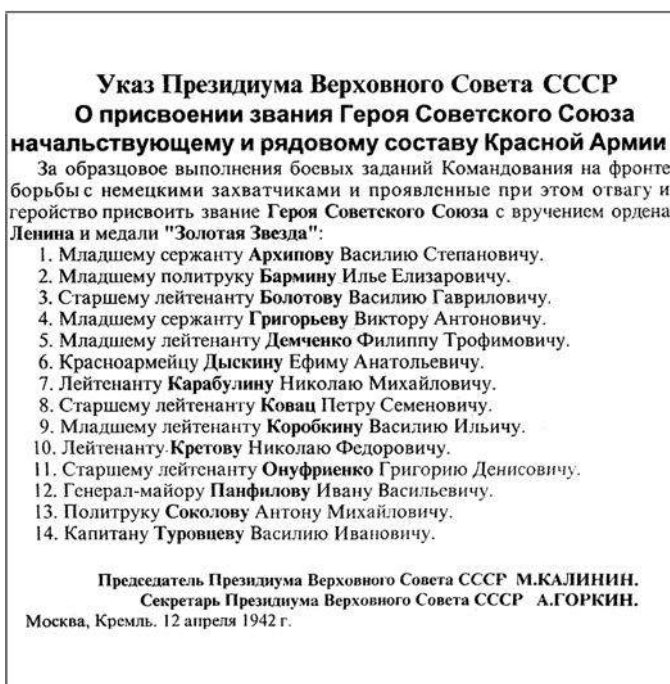 Указ Президиума Верховного Совета СССР
О присвоении звания Героя Советского Союза
начальствующему и рядовому составу Красной Армии
За образцовое выполнения боевых заданий Командования на фронте
борьбы с немецкими захватчиками и проявленные при этом отвагу и
геройство присвоить звание Героя Советского Союза с вручением ордена
Ленина и медали "Золотая Звезда":
1. Младшему сержанту Архипову Василию Степановичу.
2. Младшему политруку Бармину Илье Елизаровичу.
3. Старшему лейтенанту Болотову Василию Гавриловичу.
4. Младшему сержанту Григорьеву Виктору Антоновичу.
5. Младшему лейтенанту Демченко Филиппу Трофимовичу.
6. Красноармейцу Дыскину Ефиму Анатольевичу.
7. Лейтенанту Карабулину Николаю Михайловичу.
8. Старшему лейтенанту Ковац Петру Семеновичу.
9. Младшему лейтенанту Коробкину Василию Ильичу.
10. Лейтенанту Кретову Николаю Федоровичу.
11. Старшему лейтенанту Онуфриенко Григорию Денисовичу.
12. Генерал-майору Панфилову Ивану Васильевичу.
13. Политруку Соколову Антону Михайловичу.
14. Капитану Туровцеву Василию Ивановичу.
Председатель Президиума Верховного Совета СССР М.КАЛИНИН.
Секретарь Президиума Верховного Совета СССР А.ГОРКИН.
Москва, Кремль. 12 апреля 1942 г.